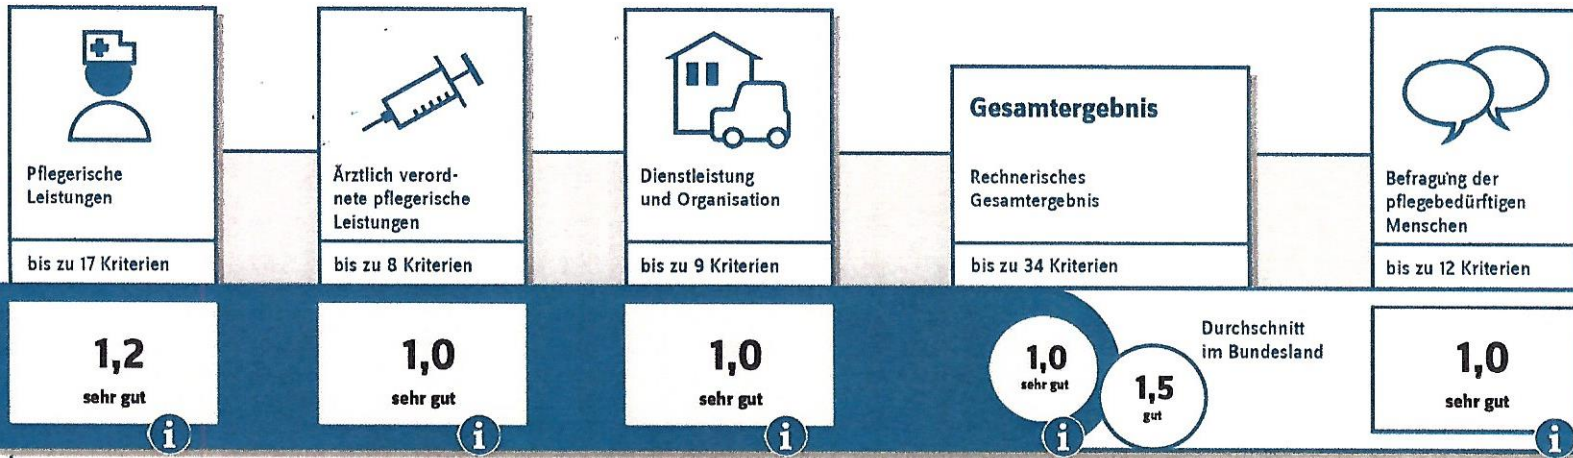 Pflegerische
Leistungen
bis zu 17 Kriterien
1,2
sehr gut
i
Ärztlich verord-
nete pflegerische
Leistungen
bis zu 8 Kriterien
1,0
sehr gut
i
Dienstleistung
und Organisation
bis zu 9 Kriterien
1,0
sehr gut
i
Gesamtergebnis
Rechnerisches
Gesamtergebnis
bis zu 34 Kriterien
1,0
sehr gut
i
1,5
gut
Durchschnitt
im Bundesland
Befragung der
pflegebedürftigen
Menschen
bis zu 12 Kriterien
1,0
sehr gut
i